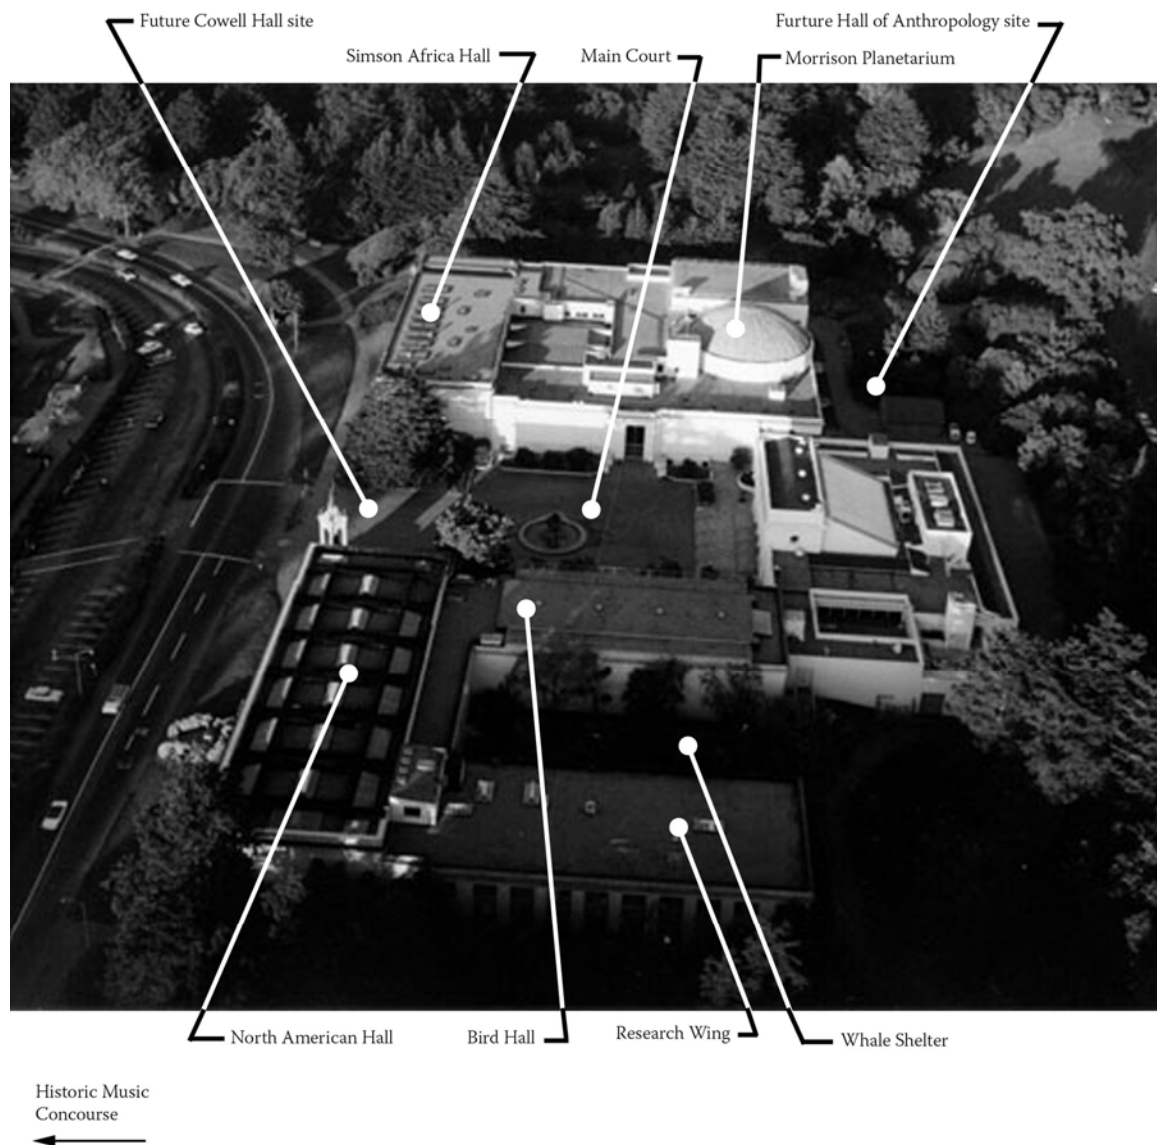 Future Cowell Hall site
Furture Hall of Anthropology site
Simson Africa Hall
Main Court
Morrison Planetarium
North American Hall
Bird Hall
Research Wing
Whale Shelter
Historic Music
Concourse